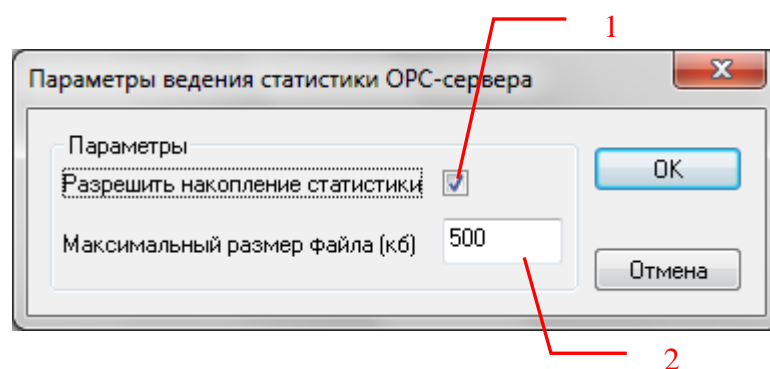 1
Параметры ведения статистики OPC-сервера
Параметры
Разрешить накопление статистики
OK
Максимальный размер файла (кб) 500
Отмена
2